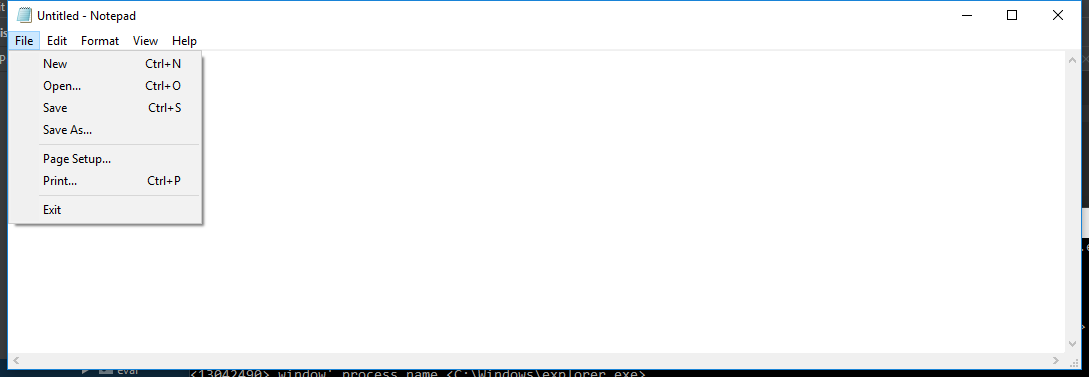 Untitled - Notepad
File Edit Format View Help
New Ctrl+N
Open... Ctrl+O
Save Ctrl+S
Save As...
Page Setup...
Print... Ctrl+P
Exit
eval
<13042490> window' process name <C:\Windows\explorer.exe>